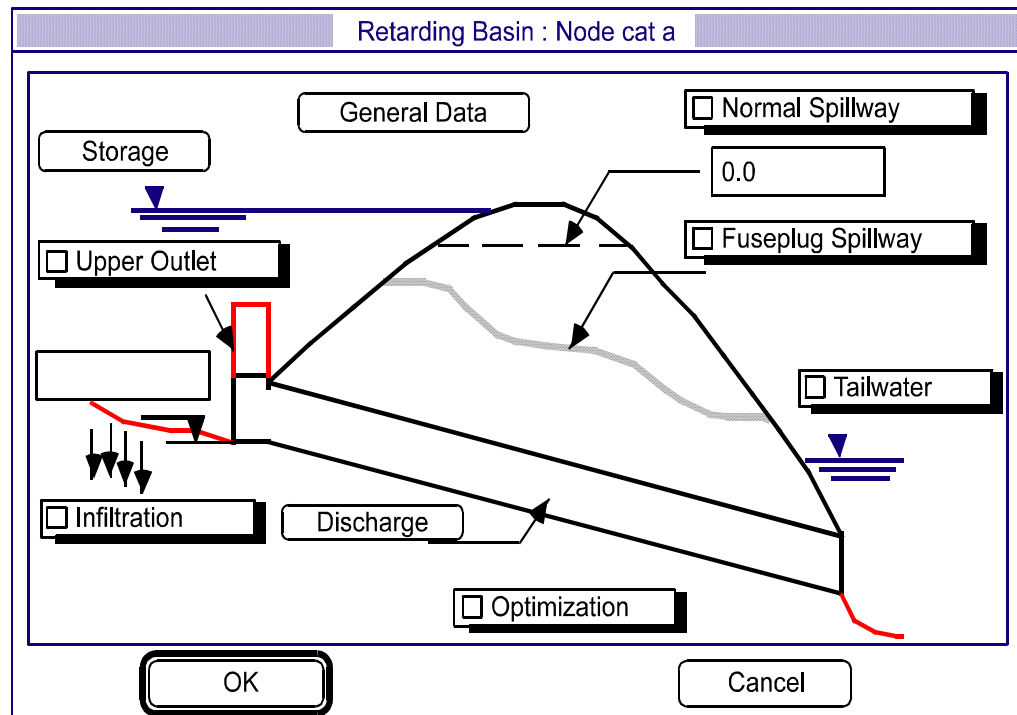 Retarding Basin : Node cat a
General Data
Normal Spillway
Storage
0.0
Upper Outlet
Fuseplug Spillway
Tailwater
Infiltration
Discharge
Optimization
OK
Cancel